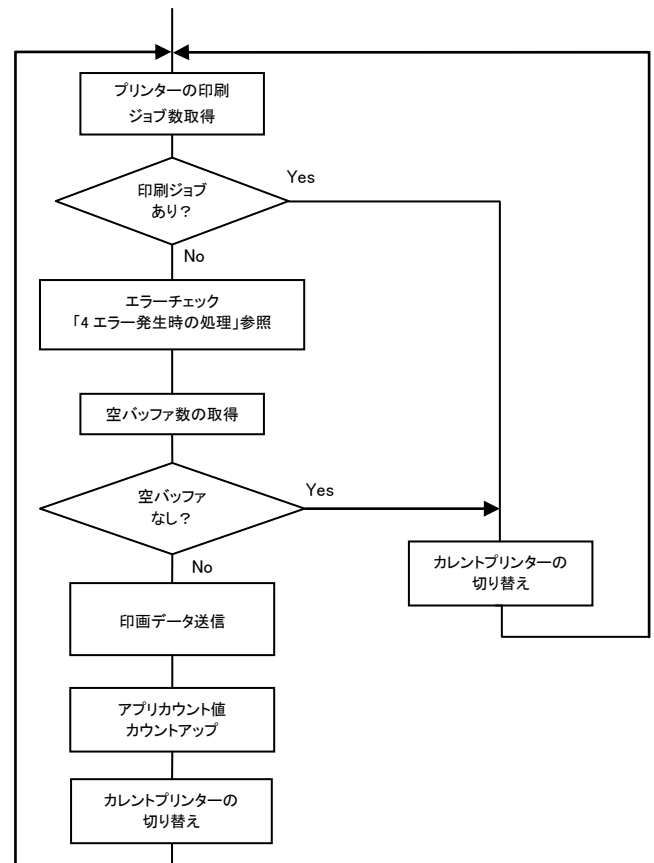 プリンターの印刷
ジョブ数取得
Yes
印刷ジョブ
あり？
No
エラーチェック
「4 エラー発生時の処理」参照
空バッファ数の取得
Yes
空バッファ
なし？
No
カレントプリンターの
切り替え
印画データ送信
アプリカウント値
カウントアップ
カレントプリンターの
切り替え